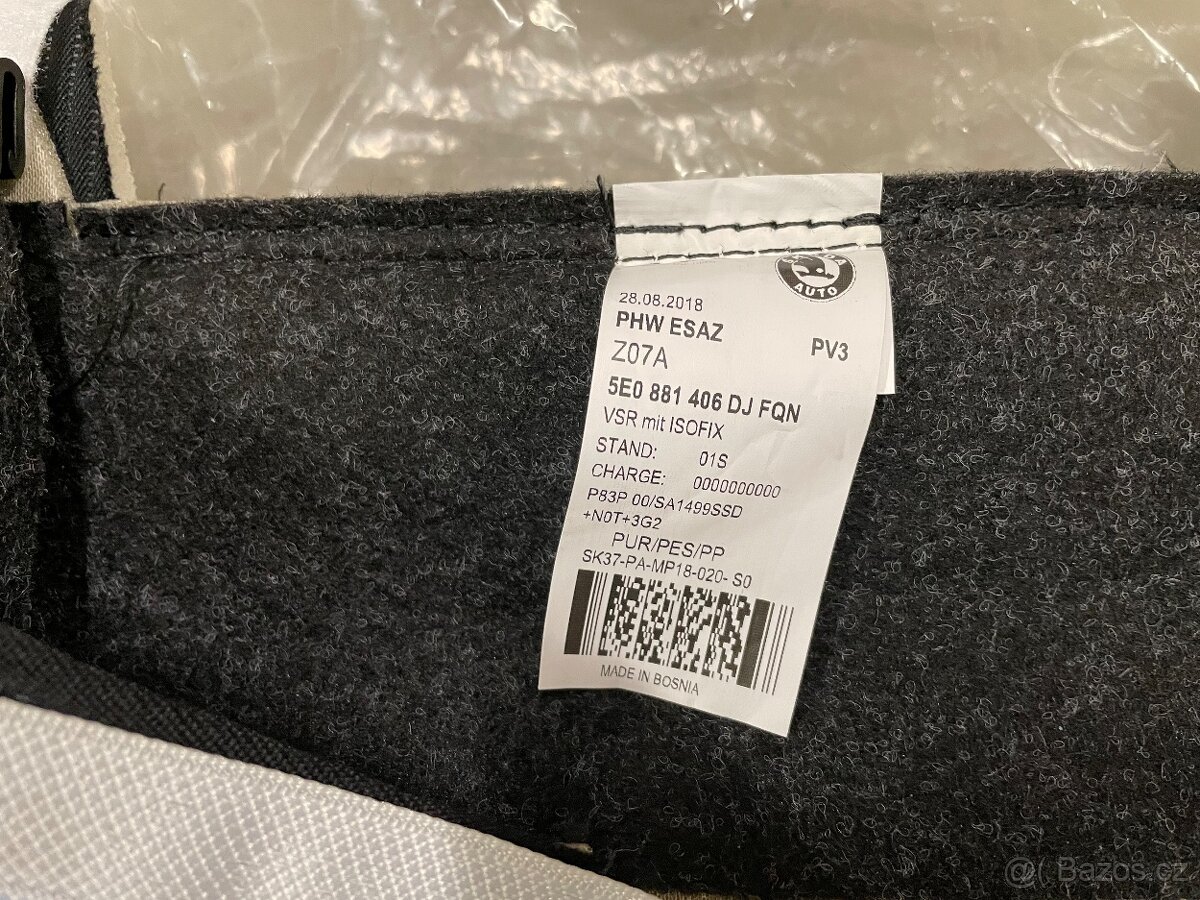 AUTO
28.08.2018
PHW ESAZ
PV3
Z07A
5E0 881 406 DJ FQN
VSR mit ISOFIX
STAND: 01S
CHARGE: 0000000000
P83P 00/SA1499SSD
+N0T+3G2
PUR/PES/PP
SK37-PA-MP18-020- S0
MADE IN BOSNIA
@( Bazos.cz